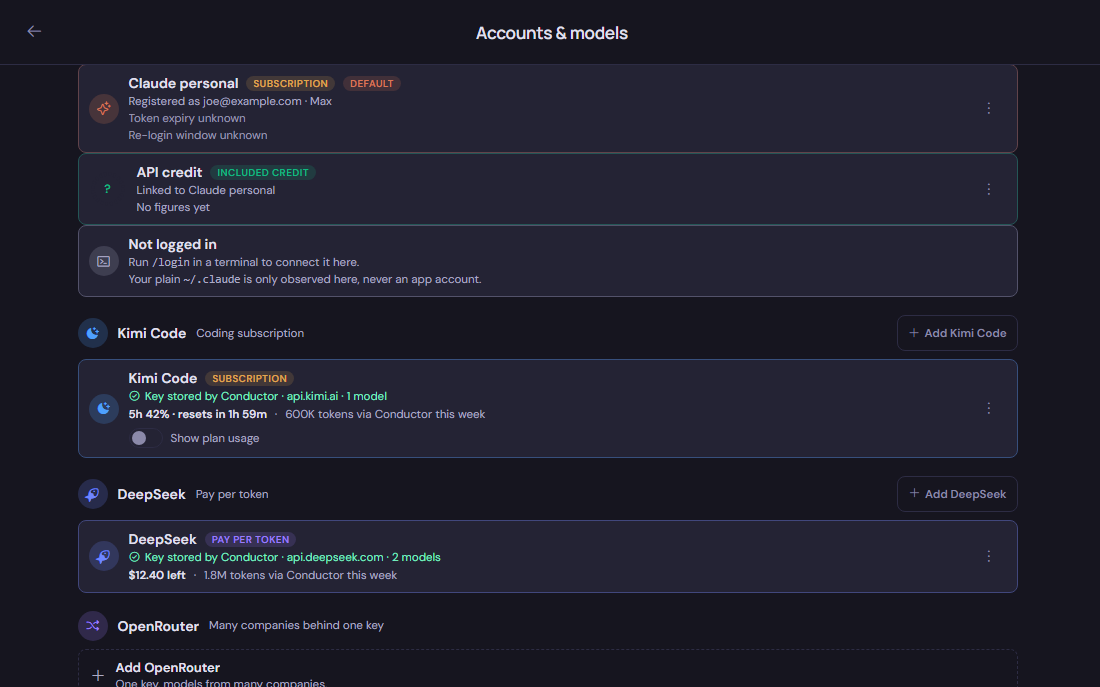 Accounts & models
Claude personal SUBSCRIPTION DEFAULT
Registered as joe@example.com · Max
Token expiry unknown
Re-login window unknown
? API credit INCLUDED CREDIT
Linked to Claude personal
No figures yet
Not logged in
Run /login in a terminal to connect it here.
Your plain ~/.claude is only observed here, never an app account.
Kimi Code Coding subscription + Add Kimi Code
Kimi Code SUBSCRIPTION
Key stored by Conductor · api.kimi.ai · 1 model
5h 42% · resets in 1h 59m · 600K tokens via Conductor this week
Show plan usage
DeepSeek Pay per token + Add DeepSeek
DeepSeek PAY PER TOKEN
Key stored by Conductor · api.deepseek.com · 2 models
$12.40 left · 1.8M tokens via Conductor this week
OpenRouter Many companies behind one key
+ Add OpenRouter
One key, models from many companies